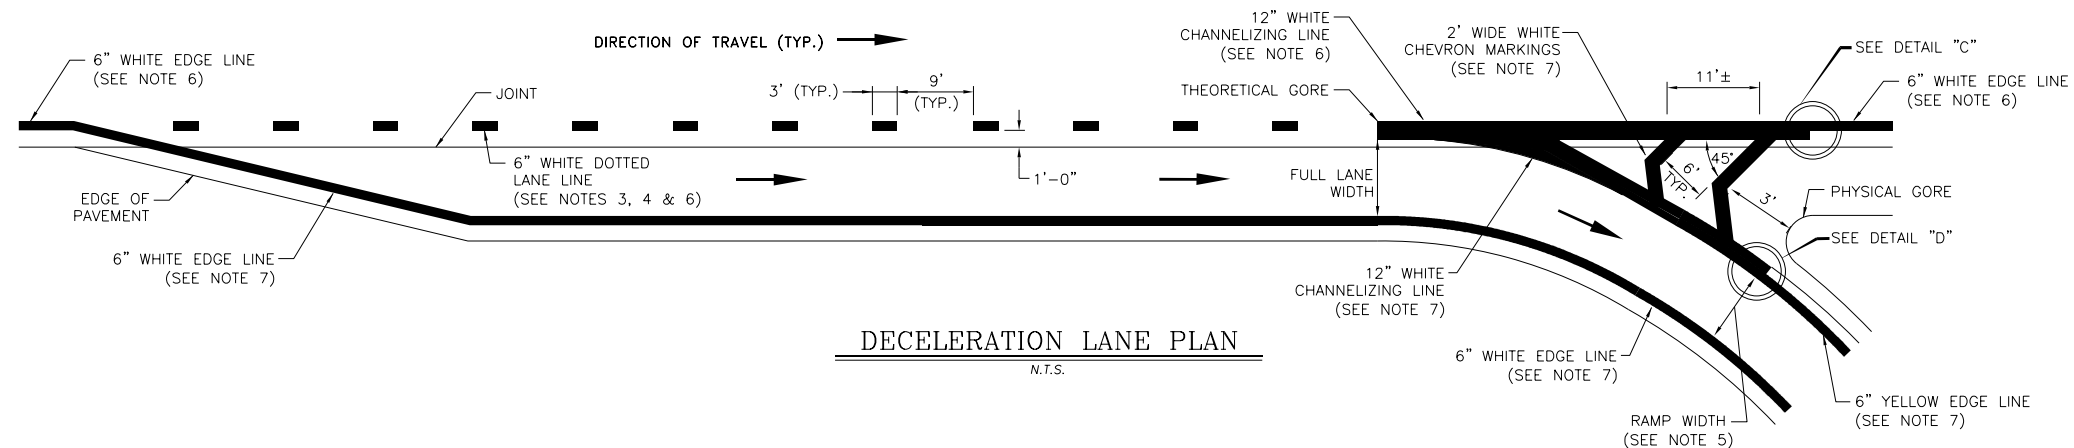 DIRECTION OF TRAVEL (TYP.)
12” WHITE
CHANNELIZING LINE
(SEE NOTE 6)
2' WIDE WHITE
CHEVRON MARKINGS
(SEE NOTE 7)
SEE DETAIL ”C”
6” WHITE EDGE LINE
(SEE NOTE 6)
6” WHITE EDGE LINE
(SEE NOTE 6)
JOINT
3' (TYP.)
9'
(TYP.)
THEORETICAL GORE
11'±
6” WHITE DOTTED
LANE LINE
(SEE NOTES 3, 4 & 6)
1'-0”
FULL LANE
WIDTH
45°
6'
TYP.
3'
PHYSICAL GORE
SEE DETAIL ”D”
EDGE OF
PAVEMENT
6” WHITE EDGE LINE
(SEE NOTE 7)
12” WHITE
CHANNELIZING LINE
(SEE NOTE 7)
DECELERATION LANE PLAN
N.T.S.
6” WHITE EDGE LINE
(SEE NOTE 7)
RAMP WIDTH
(SEE NOTE 5)
6” YELLOW EDGE LINE
(SEE NOTE 7)